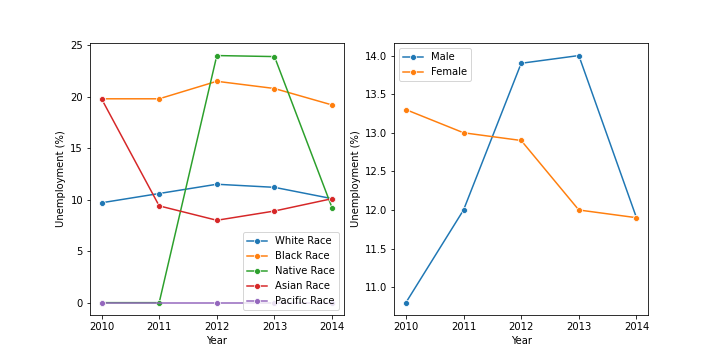 25
20
15
10
5
0
Unemployment (%)
White Race
Black Race
Native Race
Asian Race
Pacific Race
2010 2011 2012 2013 2014
Year
14.0
13.5
13.0
12.5
12.0
11.5
11.0
Unemployment (%)
Male
Female
2010 2011 2012 2013 2014
Year